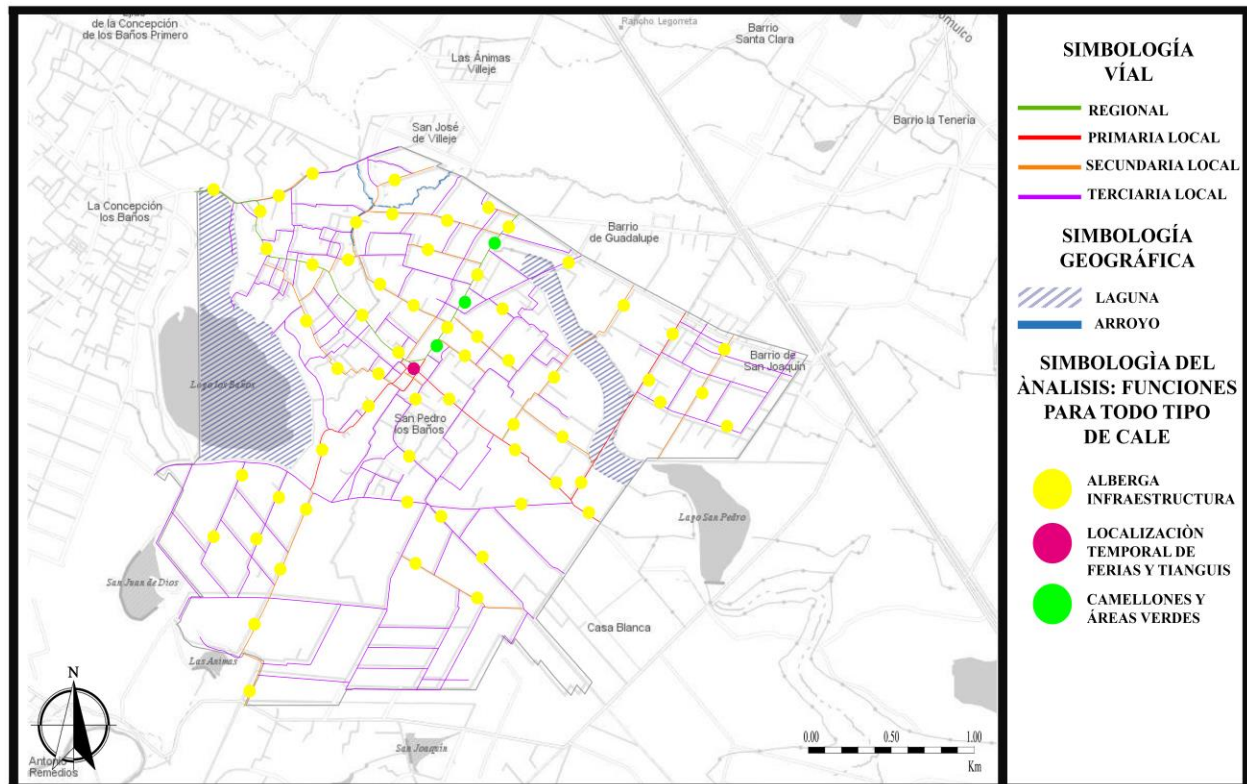 de la Concepción
de los Baños Primero
Rancho Legorreta
Barrio
Santa Clara
Las Ánimas
Villeje
San José
de Villeje
Barrio la Tenería
La Concepción
los Baños
Barrio
de Guadalupe
Barrio de
San Joaquín
Lago los Baños
San Pedro
los Baños
Lago San Pedro
San Juan de Dios
Casa Blanca
Las Animas
San Joaquín
Antonio
Remedios
N
0.00 0.50 1.00
Km
SIMBOLOGÍA
VÍAL
REGIONAL
PRIMARIA LOCAL
SECUNDARIA LOCAL
TERCIARIA LOCAL
SIMBOLOGÍA
GEOGRÁFICA
LAGUNA
ARROYO
SIMBOLOGÌA DEL
ÀNALISIS: FUNCIONES
PARA TODO TIPO
DE CALE
ALBERGA
INFRAESTRUCTURA
LOCALIZACIÒN
TEMPORAL DE
FERIAS Y TIANGUIS
CAMELLONES Y
ÁREAS VERDES